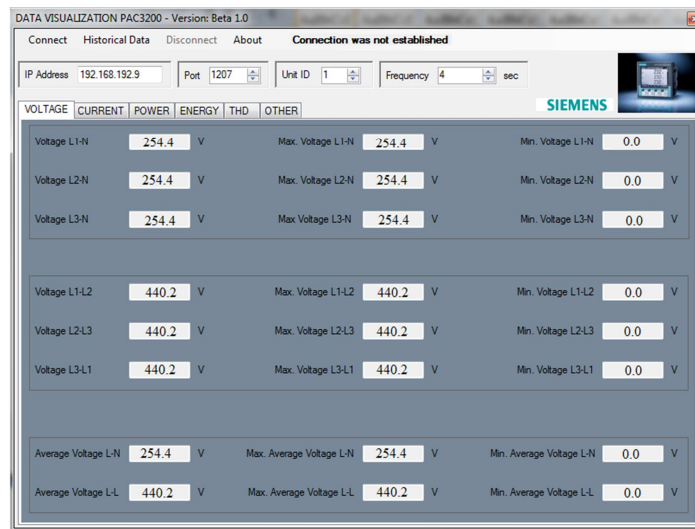 DATA VISUALIZATION PAC3200 - Version: Beta 1.0
Connect Historical Data Disconnect About Connection was not established
IP Address 192.168.192.9 Port 1207 Unit ID 1 Frequency 4 sec
SIEMENS
VOLTAGE CURRENT POWER ENERGY THD OTHER
Voltage L1-N 254.4 V Max. Voltage L1-N 254.4 V Min. Voltage L1-N 0.0 V
Voltage L2-N 254.4 V Max. Voltage L2-N 254.4 V Min. Voltage L2-N 0.0 V
Voltage L3-N 254.4 V Max Voltage L3-N 254.4 V Min. Voltage L3-N 0.0 V
Voltage L1-L2 440.2 V Max. Voltage L1-L2 440.2 V Min. Voltage L1-L2 0.0 V
Voltage L2-L3 440.2 V Max. Voltage L2-L3 440.2 V Min. Voltage L2-L3 0.0 V
Voltage L3-L1 440.2 V Max. Voltage L3-L1 440.2 V Min. Voltage L3-L1 0.0 V
Average Voltage L-N 254.4 V Max. Average Voltage L-N 254.4 V Min. Average Voltage L-N 0.0 V
Average Voltage L-L 440.2 V Max. Average Voltage L-L 440.2 V Min. Average Voltage L-L 0.0 V